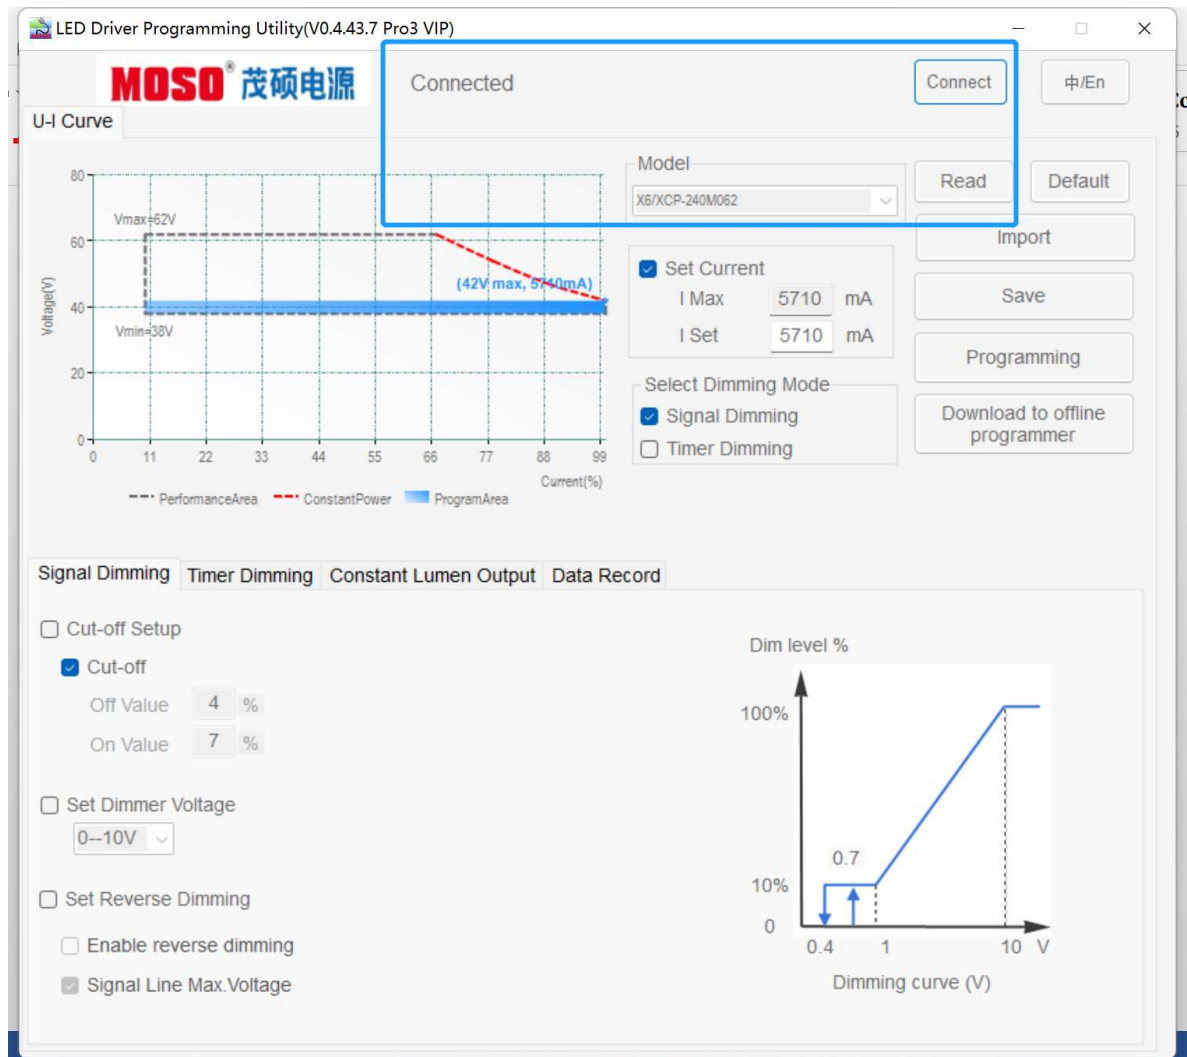 LED Driver Programming Utility(V0.4.43.7 Pro3 VIP)
MOSO® 茂硕电源
Connected
Connect
中/En
U-I Curve
Model
X6/XCP-240M062
Read
Default
Import
Save
Programming
Download to offline
programmer
Set Current
I Max 5710 mA
I Set 5710 mA
Select Dimming Mode
Signal Dimming
Timer Dimming
Voltage(V)
80
60
40
20
0
Vmax=62V
Vmin=38V
(42V max, 5710mA)
0 11 22 33 44 55 66 77 88 99
Current(%)
PerformanceArea ConstantPower ProgramArea
Signal Dimming Timer Dimming Constant Lumen Output Data Record
Cut-off Setup
Cut-off
Off Value 4 %
On Value 7 %
Set Dimmer Voltage
0--10V
Set Reverse Dimming
Enable reverse dimming
Signal Line Max.Voltage
Dim level %
100%
0.7
10%
0
0.4 1 10 V
Dimming curve (V)